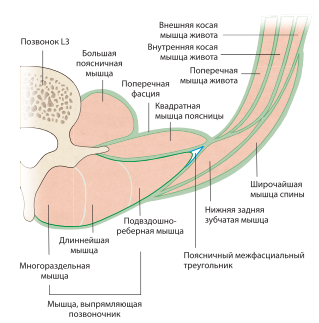 Внешняя косая
мышца живота
Внутренняя косая
мышца живота
Поперечная
мышца живота
Позвонок L3
Большая
поясничная
мышца
Поперечная
фасция
Квадратная
мышца поясницы
Широчайшая
мышца спины
Нижняя задняя
зубчатая мышца
Поясничный межфасциальный
треугольник
Подвздошно-
реберная мышца
Длиннейшая
мышца
Многораздельная
мышца
Мышца, выпрямляющая
позвоночник